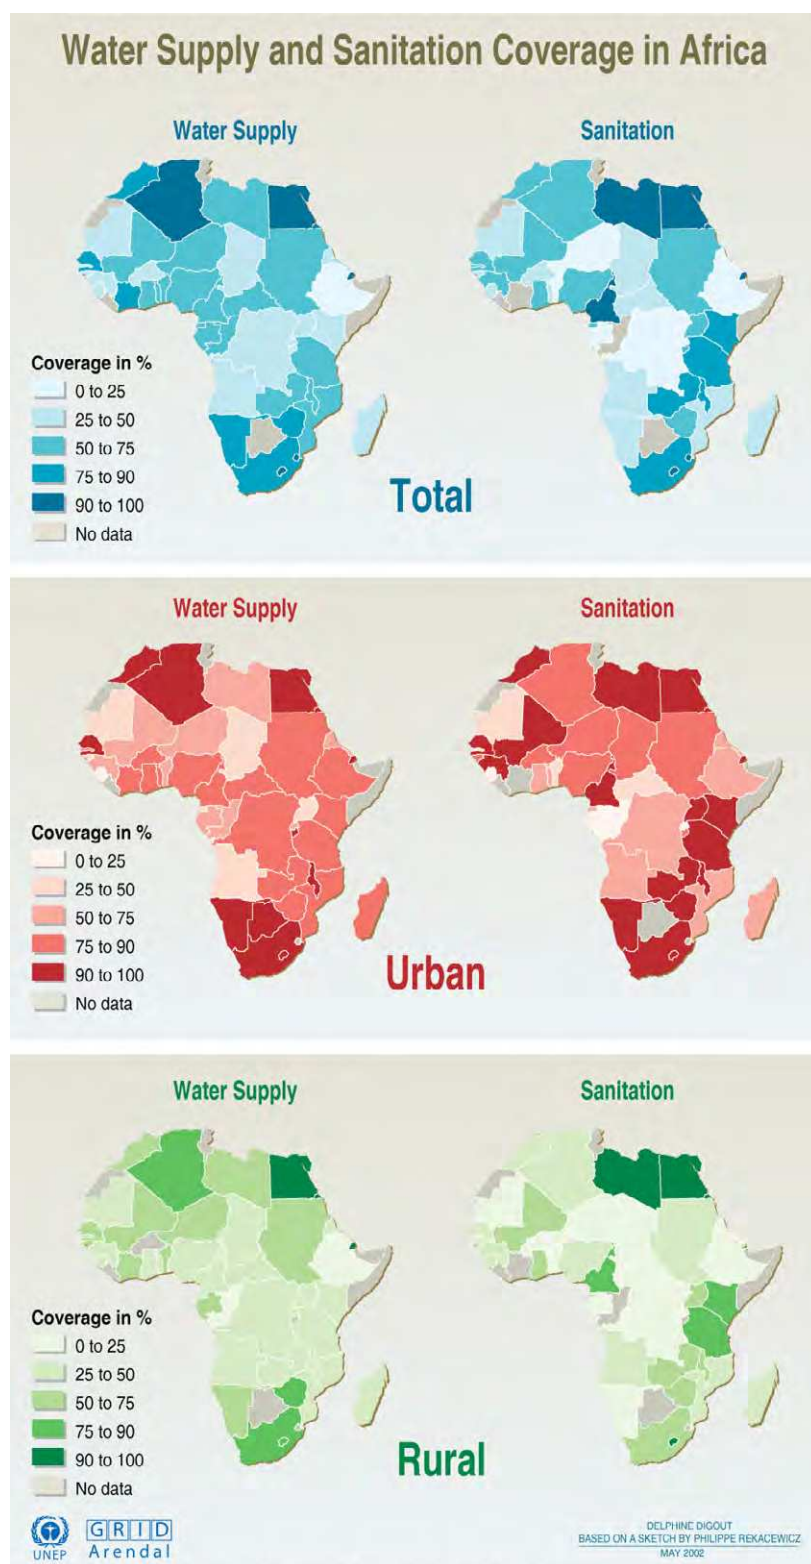 Water Supply and Sanitation Coverage in Africa
Water Supply
Sanitation
Coverage in %
0 to 25
25 to 50
50 to 75
75 to 90
90 to 100
No data
Total
Water Supply
Sanitation
Coverage in %
0 to 25
25 to 50
50 to 75
75 to 90
90 to 100
No data
Urban
Water Supply
Sanitation
Coverage in %
0 to 25
25 to 50
50 to 75
75 to 90
90 to 100
No data
Rural
UNEP
GRID
Arendal
DELPHINE DIGOUT
BASED ON A SKETCH BY PHILIPPE REKACEWICZ
MAY 2002